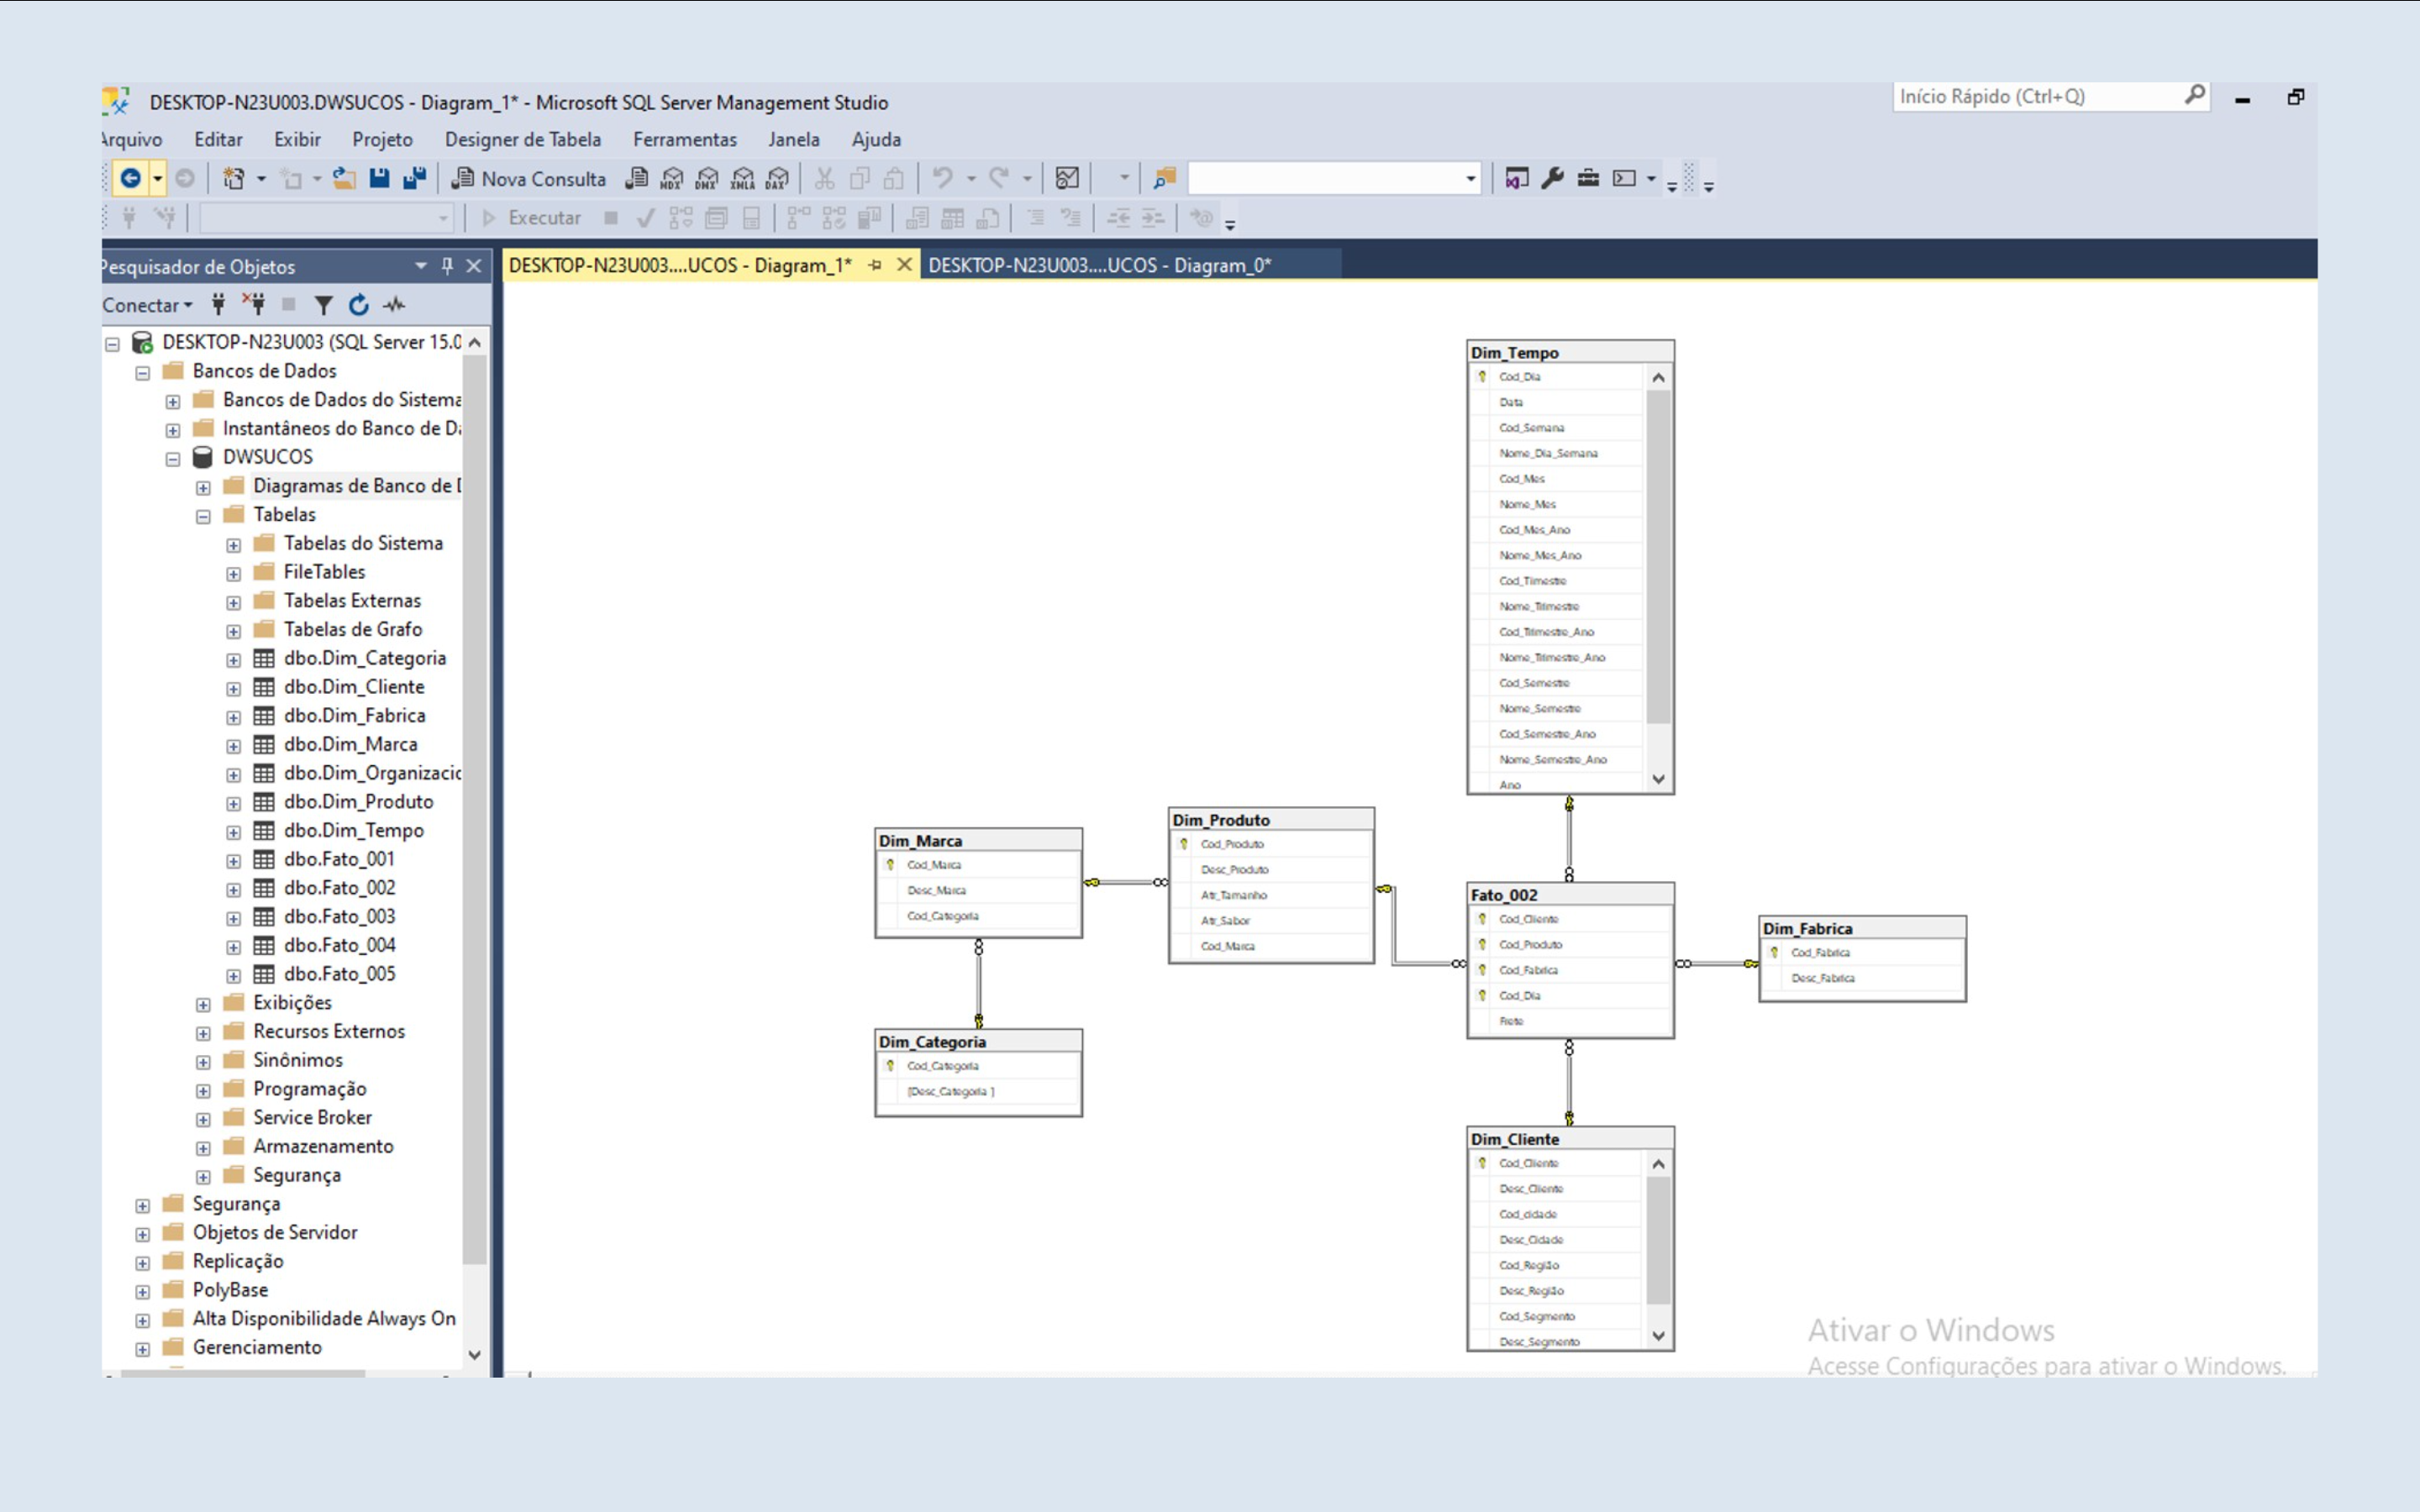 DESKTOP-N23U003.DWSUCOS - Diagram_1* - Microsoft SQL Server Management Studio
Início Rápido (Ctrl+Q)
Arquivo Editar Exibir Projeto Designer de Tabela Ferramentas Janela Ajuda
Nova Consulta MDX DMX XMLA DAX
Executar
Pesquisador de Objetos
DESKTOP-N23U003....UCOS - Diagram_1*
DESKTOP-N23U003....UCOS - Diagram_0*
Conectar
DESKTOP-N23U003 (SQL Server 15.0
Bancos de Dados
Bancos de Dados do Sistema
Instantâneos do Banco de Da
DWSUCOS
Diagramas de Banco de D
Tabelas
Tabelas do Sistema
FileTables
Tabelas Externas
Tabelas de Grafo
dbo.Dim_Categoria
dbo.Dim_Cliente
dbo.Dim_Fabrica
dbo.Dim_Marca
dbo.Dim_Organizacio
dbo.Dim_Produto
dbo.Dim_Tempo
dbo.Fato_001
dbo.Fato_002
dbo.Fato_003
dbo.Fato_004
dbo.Fato_005
Exibições
Recursos Externos
Sinônimos
Programação
Service Broker
Armazenamento
Segurança
Segurança
Objetos de Servidor
Replicação
PolyBase
Alta Disponibilidade Always On
Gerenciamento
Dim_Tempo
Cod_Dia
Data
Cod_Semana
Nome_Dia_Semana
Cod_Mes
Nome_Mes
Cod_Mes_Ano
Nome_Mes_Ano
Cod_Timestre
Nome_Trimestre
Cod_Trimestre_Ano
Nome_Trimestre_Ano
Cod_Semestre
Nome_Semestre
Cod_Semestre_Ano
Nome_Semestre_Ano
Ano
Dim_Marca
Cod_Marca
Desc_Marca
Cod_Categoria
Dim_Produto
Cod_Produto
Desc_Produto
Atr_Tamanho
Atr_Sabor
Cod_Marca
Fato_002
Cod_Cliente
Cod_Produto
Cod_Fabrica
Cod_Dia
Frete
Dim_Fabrica
Cod_Fabrica
Desc_Fabrica
Dim_Categoria
Cod_Categoria
[Desc_Categoria ]
Dim_Cliente
Cod_Cliente
Desc_Cliente
Cod_cidade
Desc_Cidade
Cod_Região
Desc_Região
Cod_Segmento
Desc_Segmento
Ativar o Windows
Acesse Configurações para ativar o Windows.